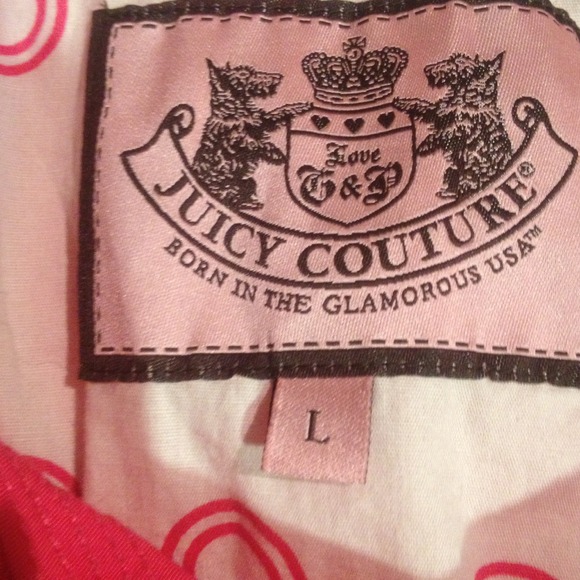 Love
G&P
JUICY COUTURE®
BORN IN THE GLAMOROUS USA™
L